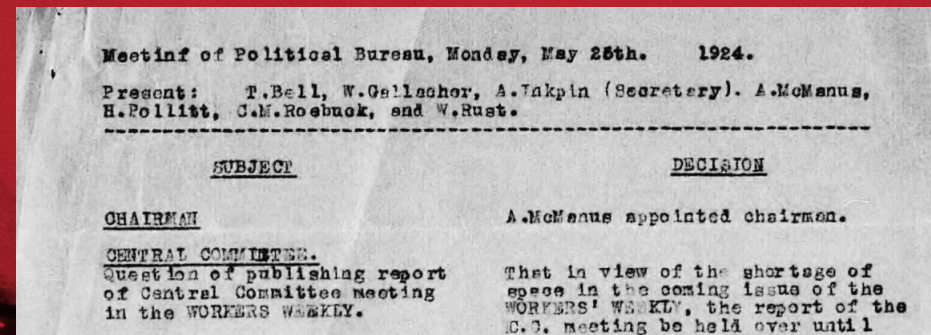 Meetinf of Political Bureau, Monday, May 26th. 1924.
Present: T.Bell, W.Gallacher, A.Inkpin (Secretary). A.McManus,
H.Pollitt, C.M.Roebuck, and W.Rust.
SUBJECT
DECISION
CHAIRMAN
A.McManus appointed chairman.
CENTRAL COMMITTEE.
Question of publishing report
of Central Committee meeting
in the WORKERS WEEKLY.
That in view of the shortage of
space in the coming issue of the
WORKERS' WEEKLY, the report of the
C.C. meeting be held over until